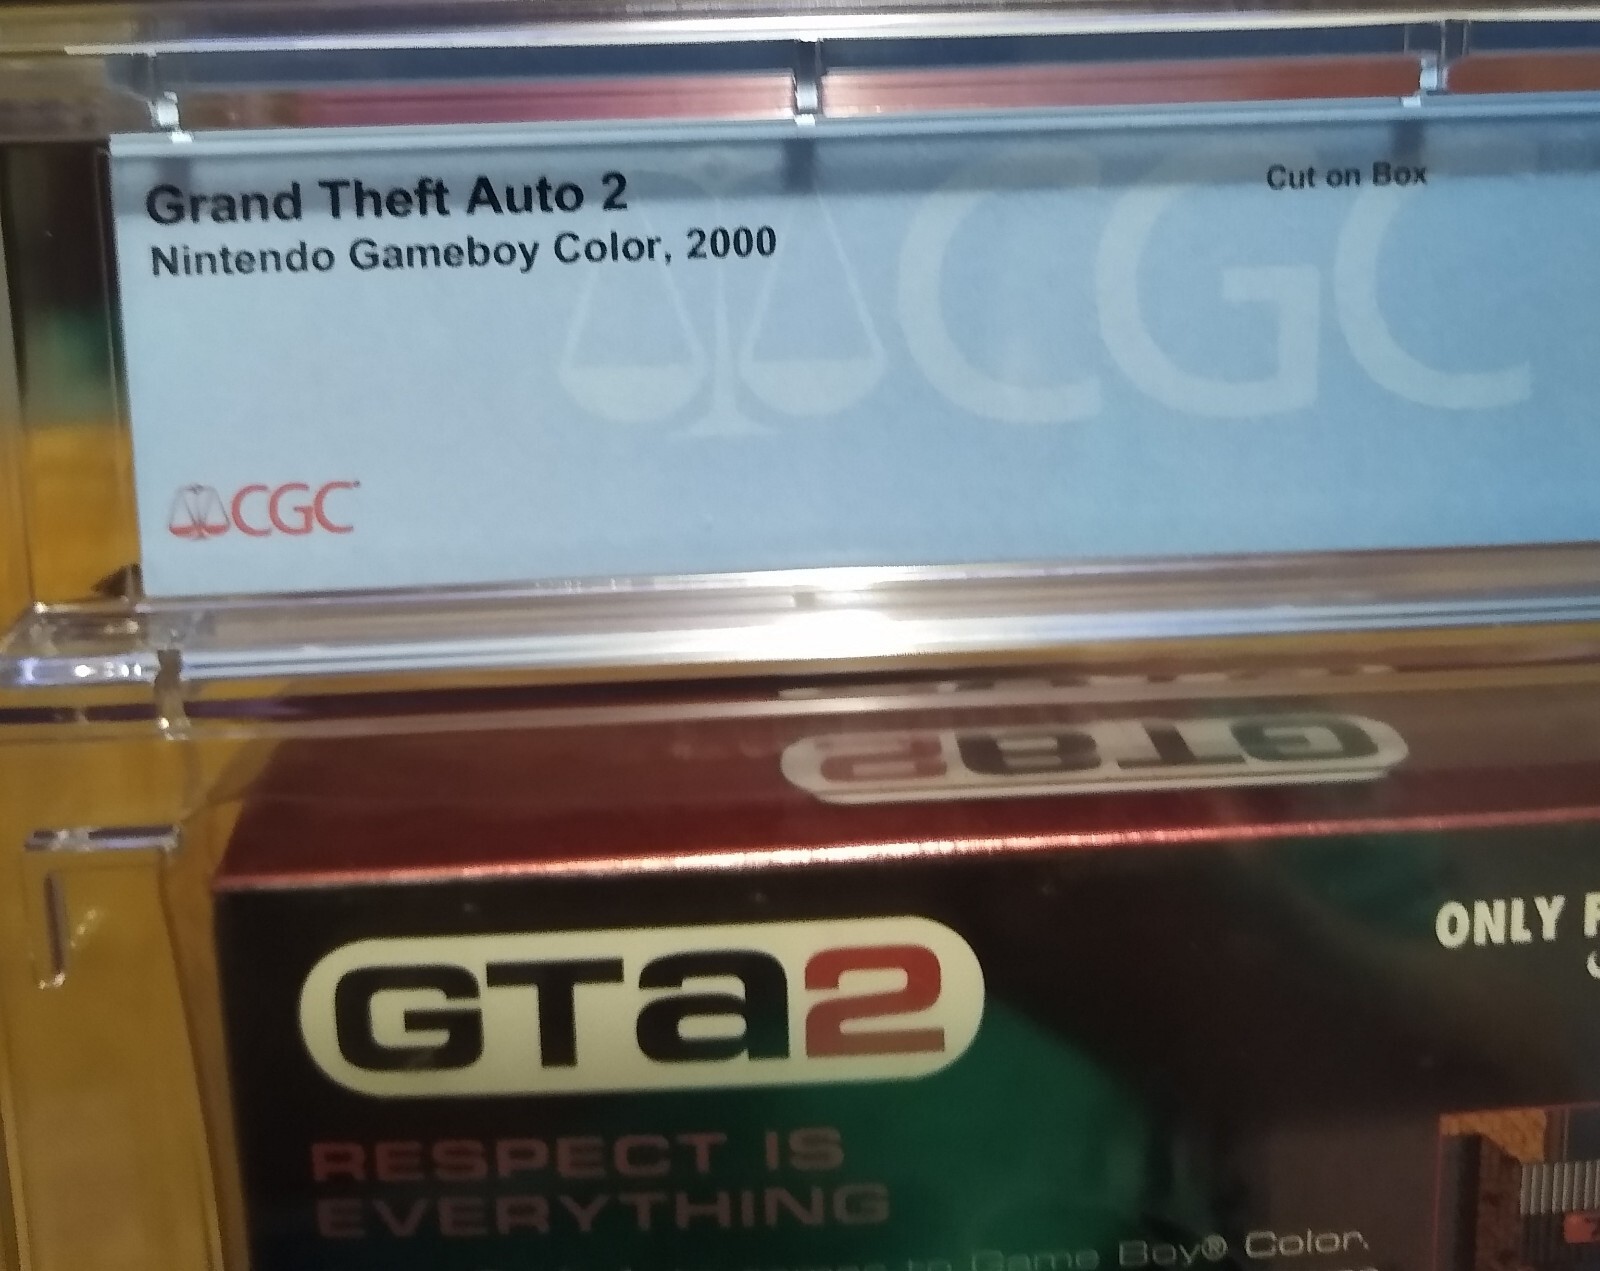 Grand Theft Auto 2
Cut on Box
Nintendo Gameboy Color, 2000
CGC
CGC
GTA2
GTa2
ONLY
RESPECT IS
EVERYTHING
to Game Boy® Color.